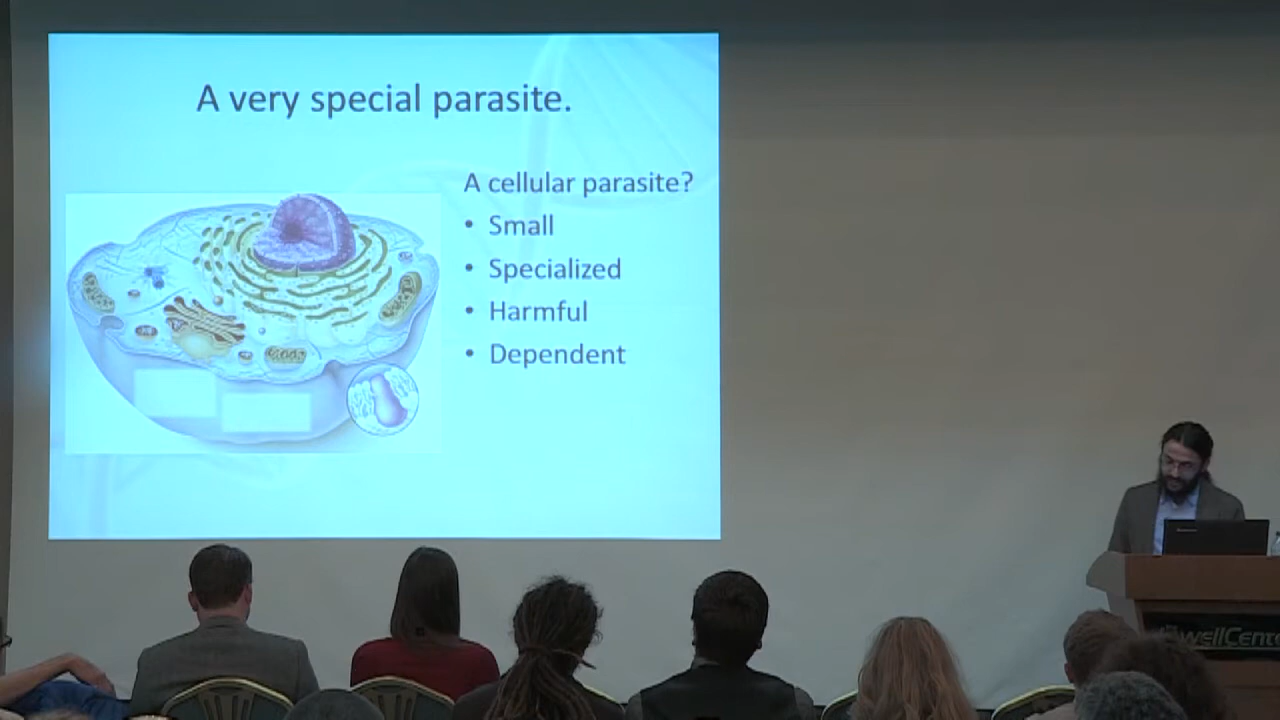 A very special parasite.
A cellular parasite?
• Small
• Specialized
• Harmful
• Dependent